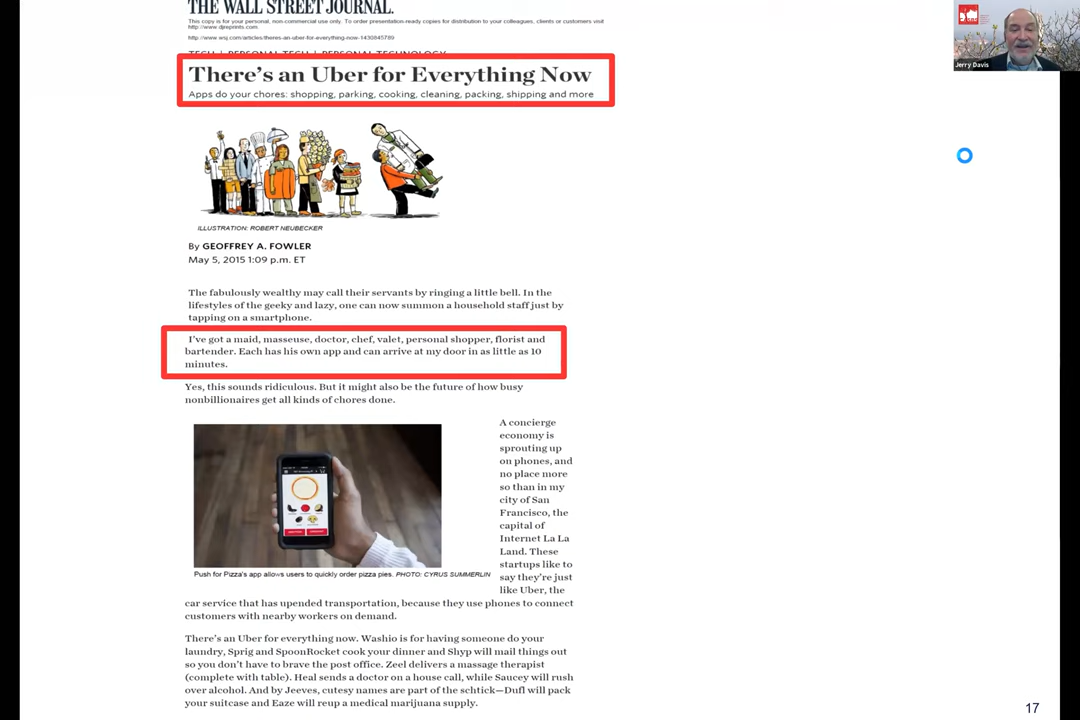 THE WALL STREET JOURNAL.
This copy is for your personal, non-commercial use only. To order presentation-ready copies for distribution to your colleagues, clients or customers visit
http://www.djreprints.com.
http://www.wsj.com/articles/theres-an-uber-for-everything-now-1430845789
TECH | PERSONAL TECH | PERSONAL TECHNOLOGY
There's an Uber for Everything Now
Apps do your chores: shopping, parking, cooking, cleaning, packing, shipping and more
ILLUSTRATION: ROBERT NEUBECKER
By GEOFFREY A. FOWLER
May 5, 2015 1:09 p.m. ET
The fabulously wealthy may call their servants by ringing a little bell. In the
lifestyles of the geeky and lazy, one can now summon a household staff just by
tapping on a smartphone.
I've got a maid, masseuse, doctor, chef, valet, personal shopper, florist and
bartender. Each has his own app and can arrive at my door in as little as 10
minutes.
Yes, this sounds ridiculous. But it might also be the future of how busy
nonbillionaires get all kinds of chores done.
A concierge
economy is
sprouting up
on phones, and
no place more
so than in my
city of San
Francisco, the
capital of
Internet La La
Land. These
startups like to
say they're just
like Uber, the
Push for Pizza's app allows users to quickly order pizza pies. PHOTO: CYRUS SUMMERLIN
car service that has upended transportation, because they use phones to connect
customers with nearby workers on demand.
There's an Uber for everything now. Washio is for having someone do your
laundry, Sprig and SpoonRocket cook your dinner and Shyp will mail things out
so you don't have to brave the post office. Zeel delivers a massage therapist
(complete with table). Heal sends a doctor on a house call, while Saucey will rush
over alcohol. And by Jeeves, cutesy names are part of the schtick—Dufl will pack
your suitcase and Eaze will reup a medical marijuana supply.
Jerry Davis
17